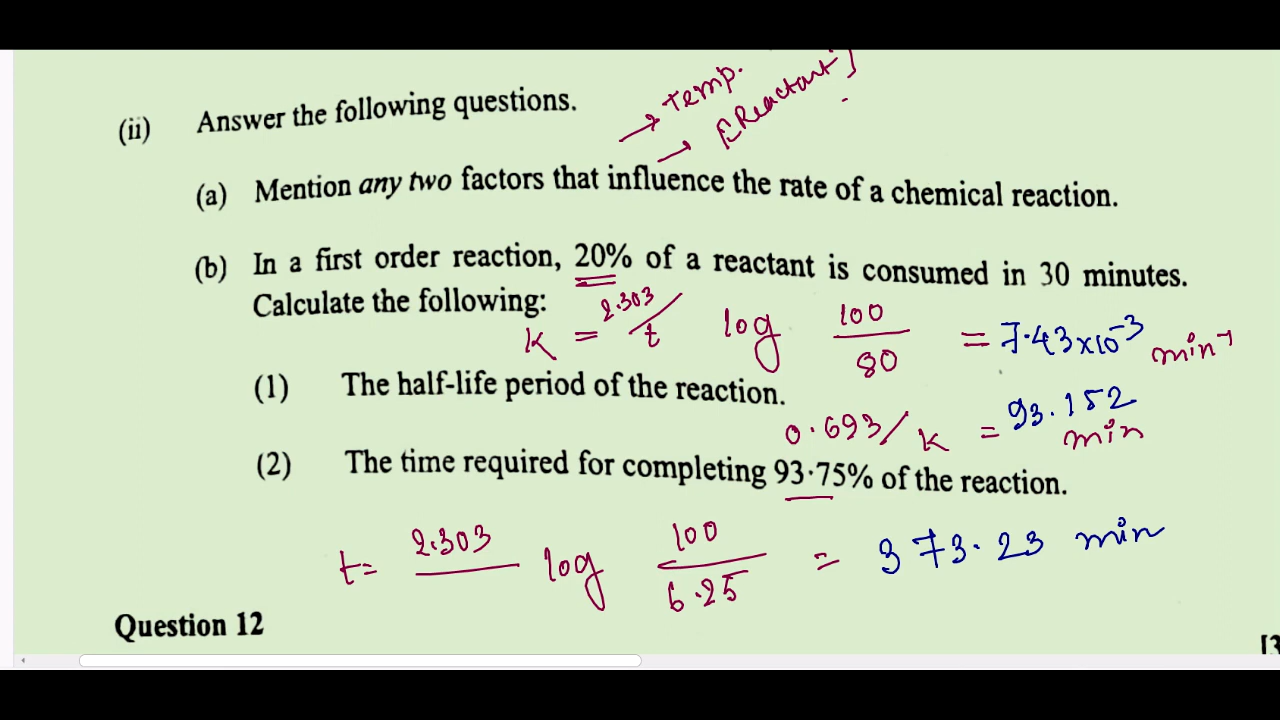 → Temp.
→ [Reactant]
(ii) Answer the following questions.
(a) Mention any two factors that influence the rate of a chemical reaction.
(b) In a first order reaction, 20% of a reactant is consumed in 30 minutes.
Calculate the following:
K = 2.303/t log 100/80 = 7.43×10⁻³ min⁻¹
(1) The half-life period of the reaction.
0.693/K = 93.152 min
(2) The time required for completing 93·75% of the reaction.
t= 2.303/ log 100/6.25 = 373.23 min
Question 12
[3